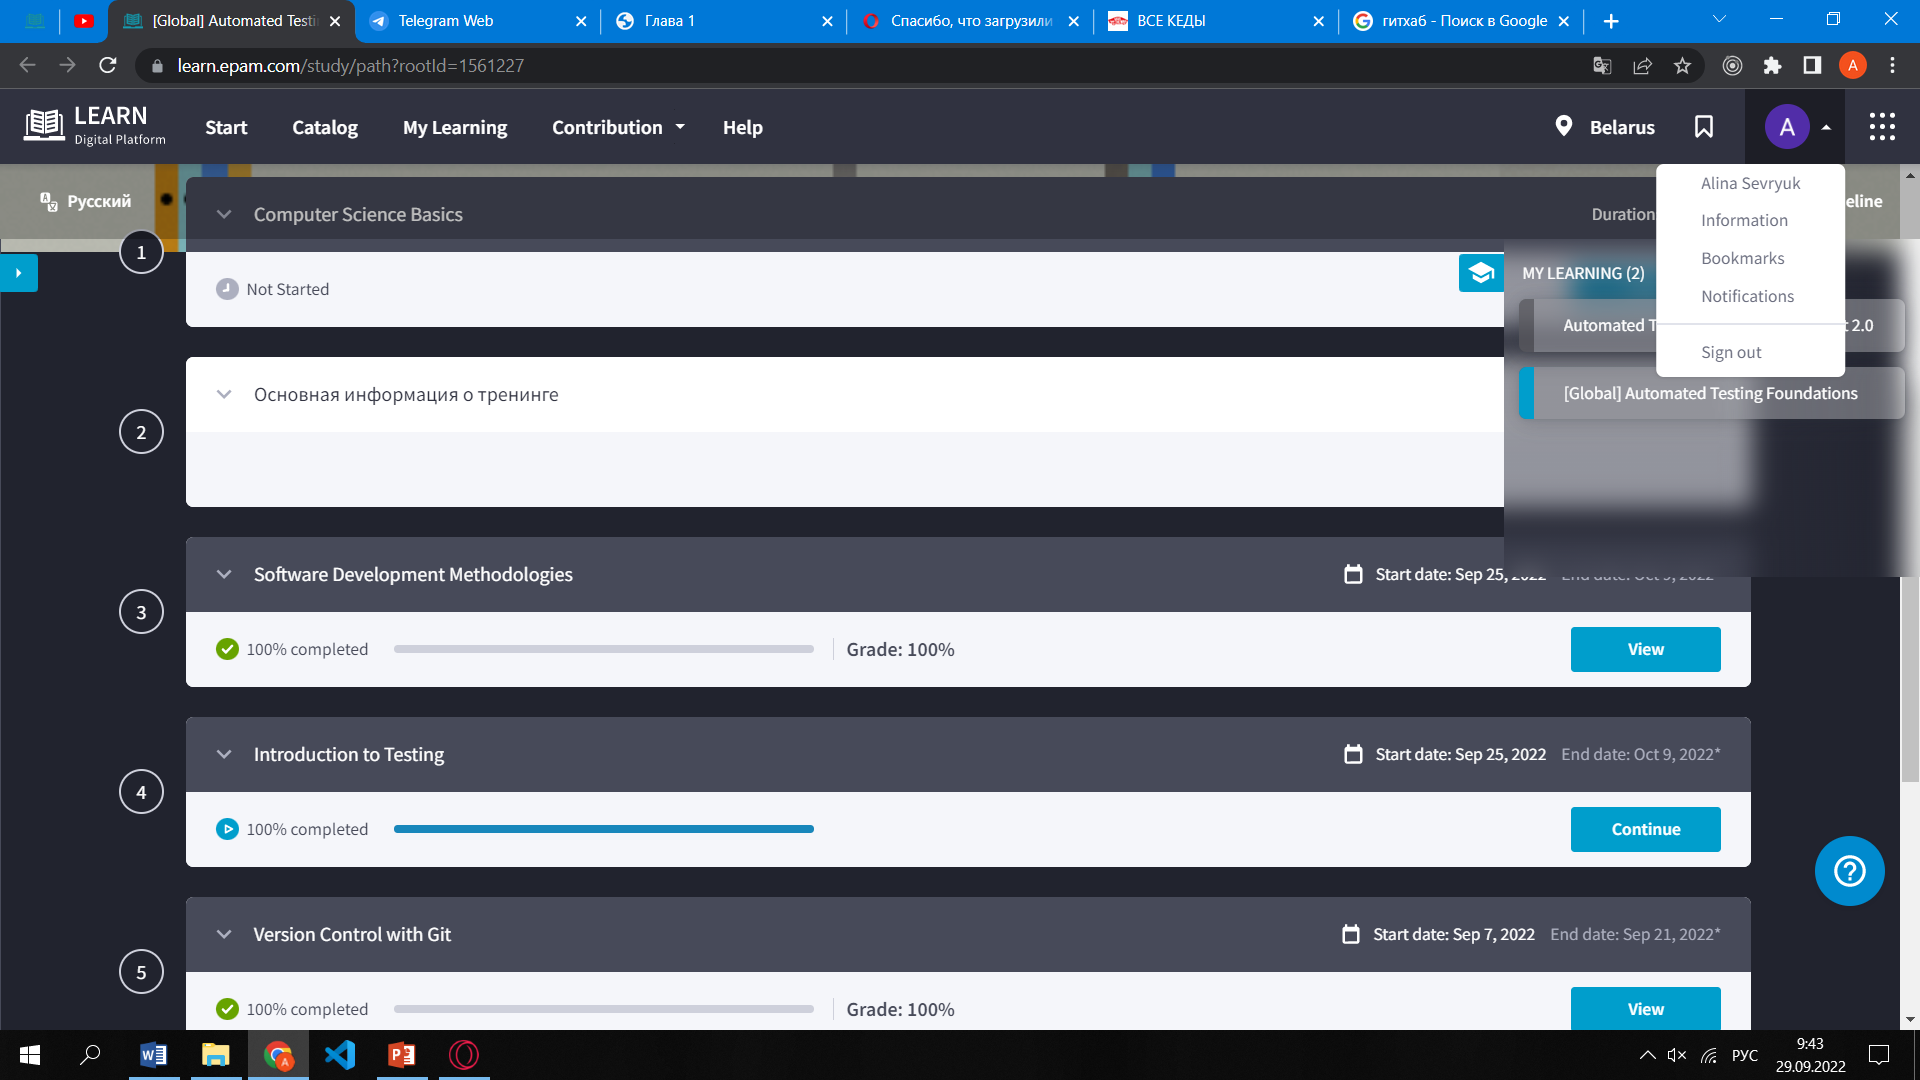 [Global] Automated Testi
Telegram Web
Глава 1
Спасибо, что загрузили
ВСЕ КЕДЫ
гитхаб - Поиск в Google
learn.epam.com/study/path?rootId=1561227
A
LEARN
Digital Platform
Start
Catalog
My Learning
Contribution
Help
Belarus
A
Русский
Computer Science Basics
Duration
eline
Alina Sevryuk
Information
Bookmarks
Notifications
Sign out
1
Not Started
MY LEARNING (2)
Automated T
t 2.0
[Global] Automated Testing Foundations
2
Основная информация о тренинге
3
Software Development Methodologies
Start date: Sep 25, 2022 End date: Oct 9, 2022*
100% completed
Grade: 100%
View
4
Introduction to Testing
Start date: Sep 25, 2022 End date: Oct 9, 2022*
100% completed
Continue
5
Version Control with Git
Start date: Sep 7, 2022 End date: Sep 21, 2022*
100% completed
Grade: 100%
View
РУС
9:43
29.09.2022